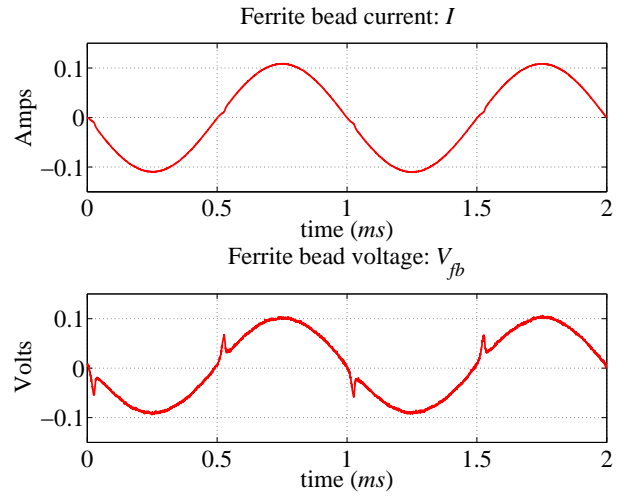 Ferrite bead current: I
0.1
0
−0.1
Amps
0 0.5 1 1.5 2
time (ms)
Ferrite bead voltage: V_fb
0.1
0
−0.1
Volts
0 0.5 1 1.5 2
time (ms)